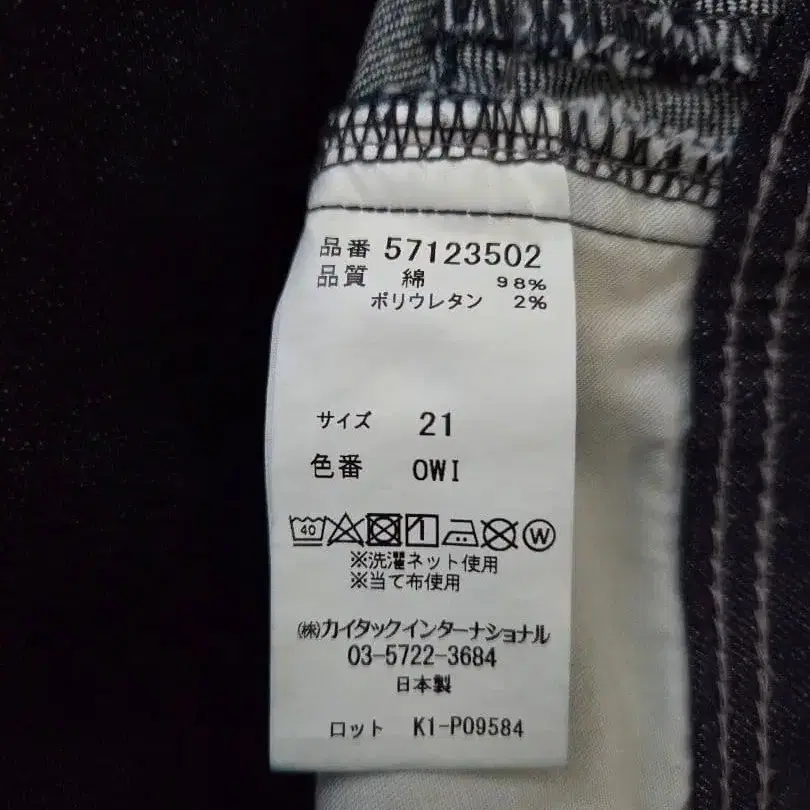 品番 57123502
品質 綿 98%
ポリウレタン 2%
サイズ 21
色番 OWI
40 1 W
※洗濯ネット使用
※当て布使用
㈱カイタックインターナショナル
03-5722-3684
日本製
ロット K1-P09584